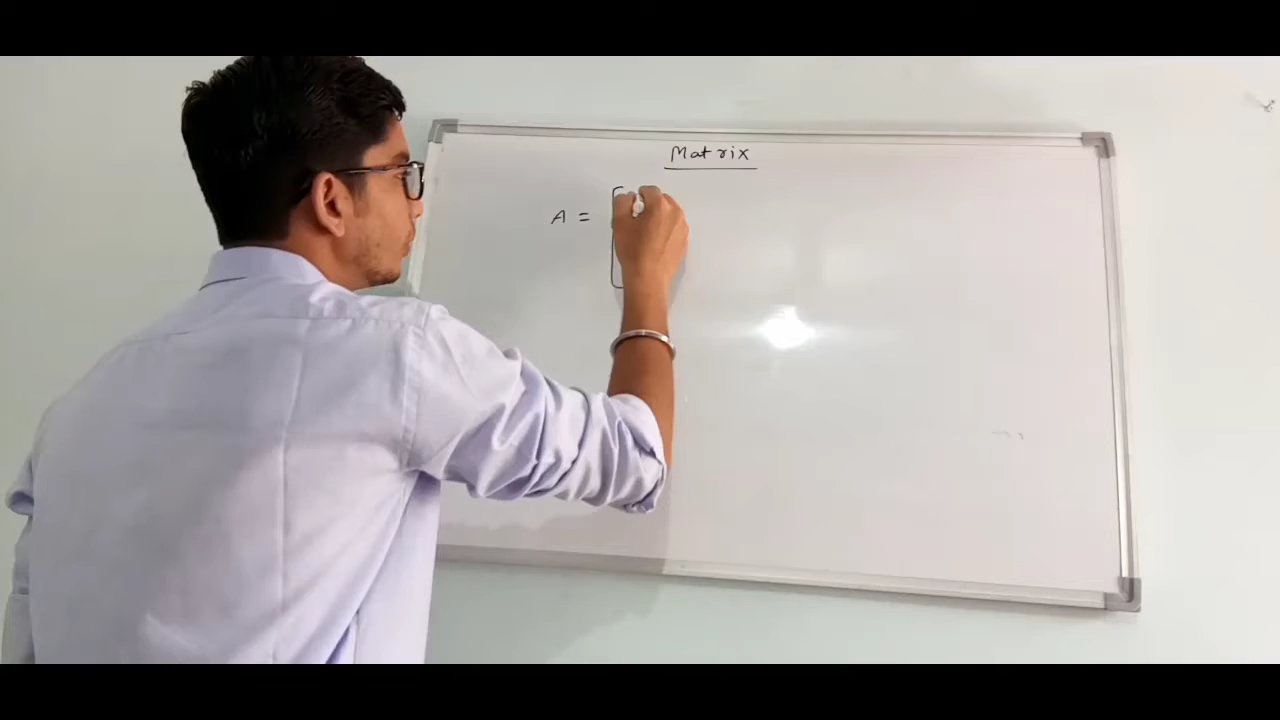 Matrix
A = [